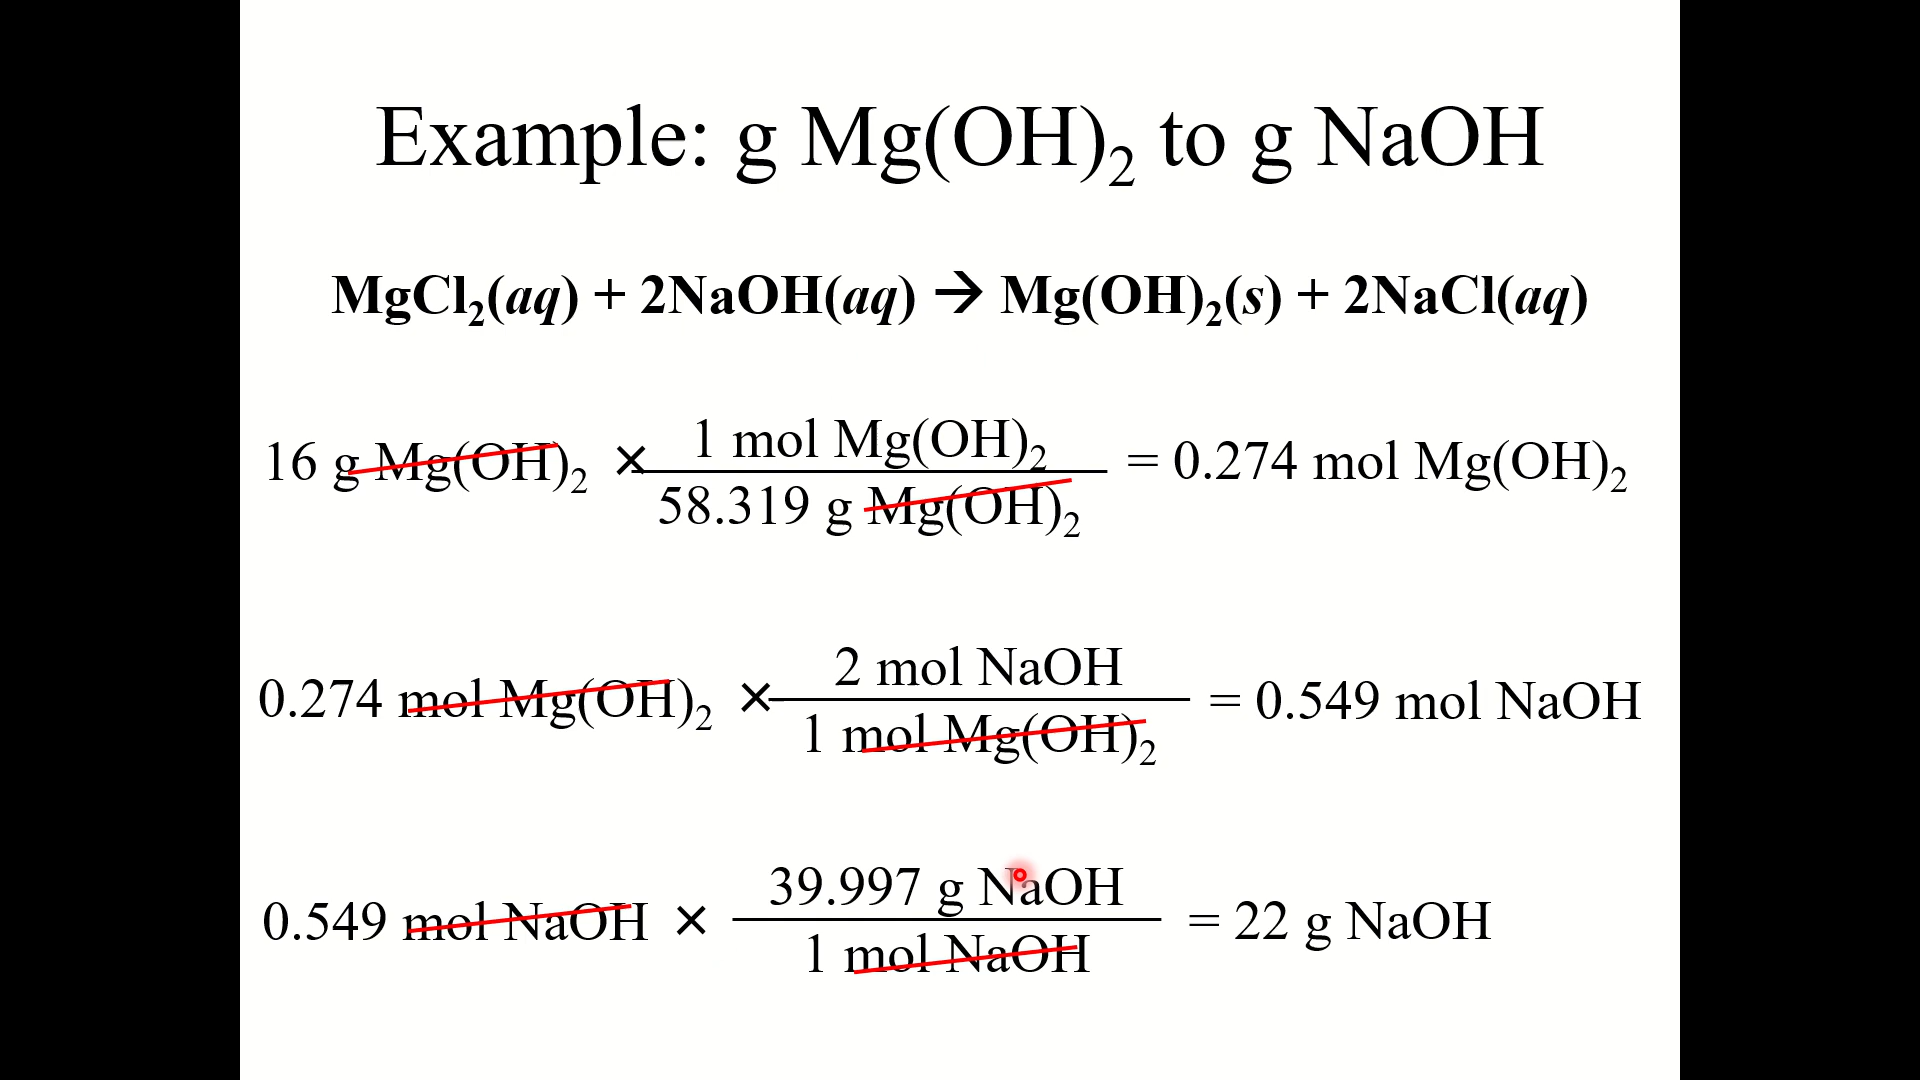 Example: g Mg(OH)₂ to g NaOH
MgCl₂(aq) + 2NaOH(aq) → Mg(OH)₂(s) + 2NaCl(aq)
16 g Mg(OH)₂ × 1 mol Mg(OH)₂ / 58.319 g Mg(OH)₂ = 0.274 mol Mg(OH)₂
0.274 mol Mg(OH)₂ × 2 mol NaOH / 1 mol Mg(OH)₂ = 0.549 mol NaOH
0.549 mol NaOH × 39.997 g NaOH / 1 mol NaOH = 22 g NaOH